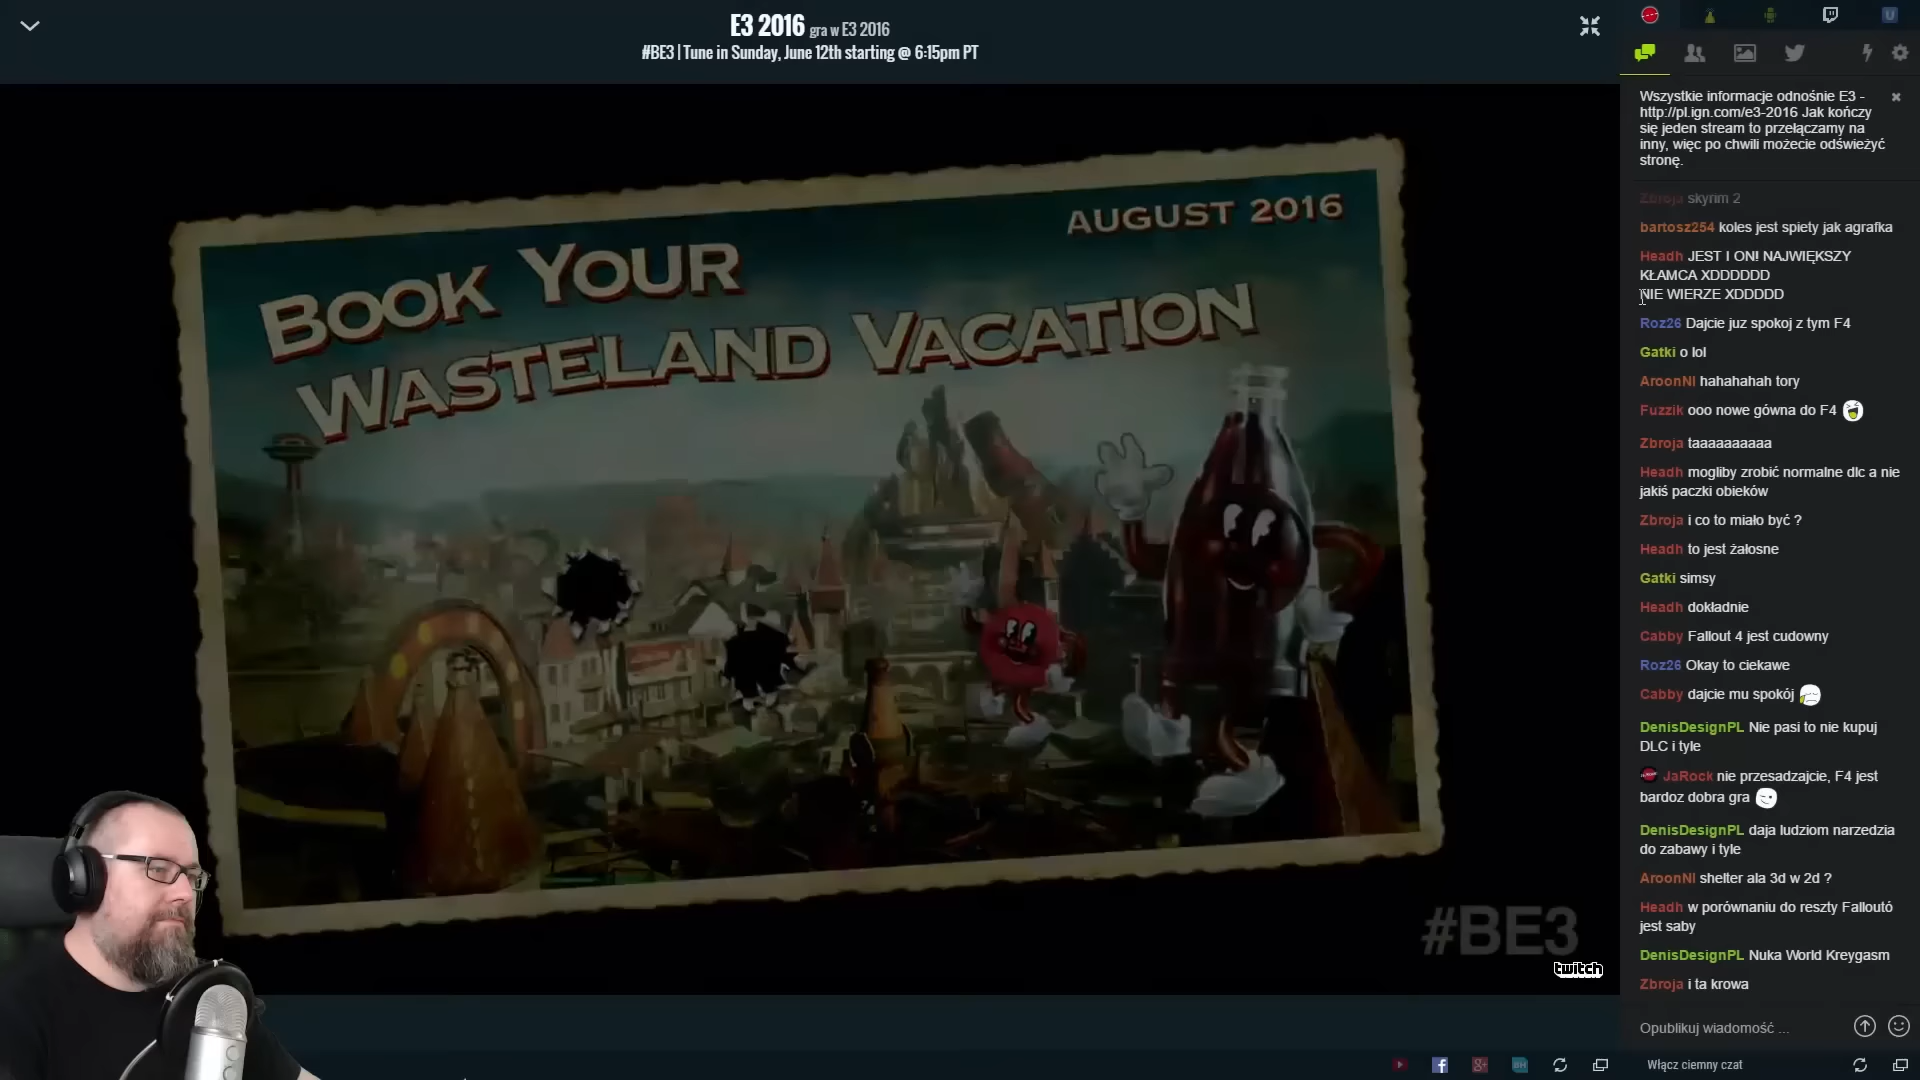 E3 2016 gra w E3 2016
#BE3 | Tune in Sunday, June 12th starting @ 6:15pm PT
AUGUST 2016
BOOK YOUR
WASTELAND VACATION
#BE3
twitch
Wszystkie informacje odnośnie E3 -
http://pl.ign.com/e3-2016 Jak kończy
się jeden stream to przełączamy na
inny, więc po chwili możecie odświeżyć
stronę.
Zbroja skyrim 2
bartosz254 koles jest spiety jak agrafka
Headh JEST I ON! NAJWIĘKSZY
KŁAMCA XDDDDDD
NIE WIERZE XDDDDD
Roz26 Dajcie juz spokoj z tym F4
Gatki o lol
AroonNl hahahahah tory
Fuzzik ooo nowe gówna do F4
Zbroja taaaaaaaaaa
Headh mogliby zrobić normalne dlc a nie
jakiś paczki obieków
Zbroja i co to miało być ?
Headh to jest żałosne
Gatki simsy
Headh dokładnie
Cabby Fallout 4 jest cudowny
Roz26 Okay to ciekawe
Cabby dajcie mu spokój
DenisDesignPL Nie pasi to nie kupuj
DLC i tyle
JaRock nie przesadzajcie, F4 jest
bardoz dobra gra
DenisDesignPL daja ludziom narzedzia
do zabawy i tyle
AroonNl shelter ala 3d w 2d ?
Headh w porównaniu do reszty Falloutó
jest saby
DenisDesignPL Nuka World Kreygasm
Zbroja i ta krowa
Opublikuj wiadomość ...
Włącz ciemny czat